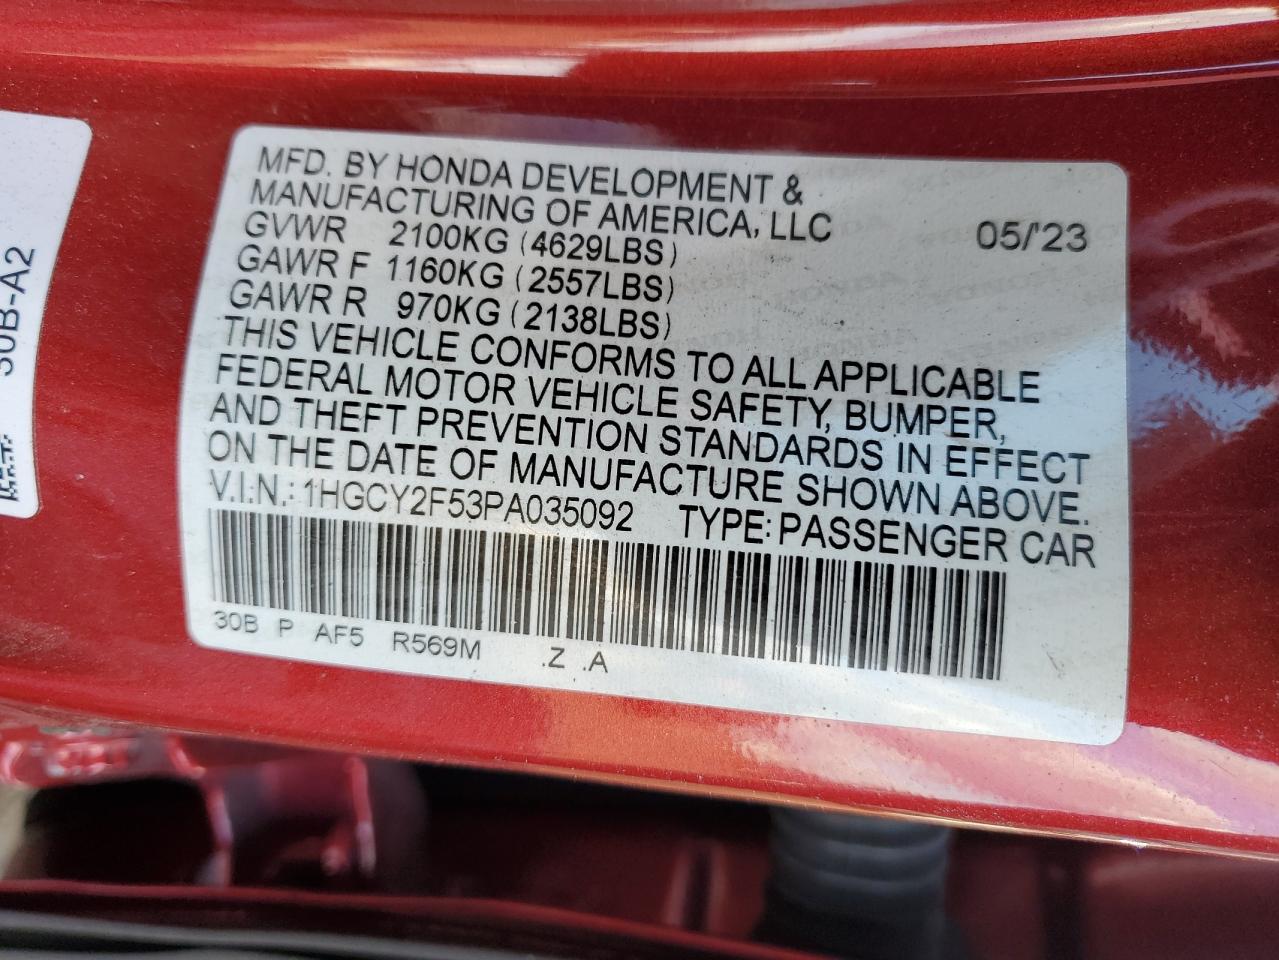 MFD. BY HONDA DEVELOPMENT &
MANUFACTURING OF AMERICA, LLC 05/'23
GVWR 2100KG (4629LBS)
GAWR F 1160KG (2557LBS)
GAWR R 970KG (2138LBS)
THIS VEHICLE CONFORMS TO ALL APPLICABLE
FEDERAL MOTOR VEHICLE SAFETY, BUMPER,
AND THEFT PREVENTION STANDARDS IN EFFECT
ON THE DATE OF MANUFACTURE SHOWN ABOVE.
V.I.N.: 1HGCY2F53PA035092 TYPE: PASSENGER CAR
30B P AF5 R569M .Z .A
30B-A2